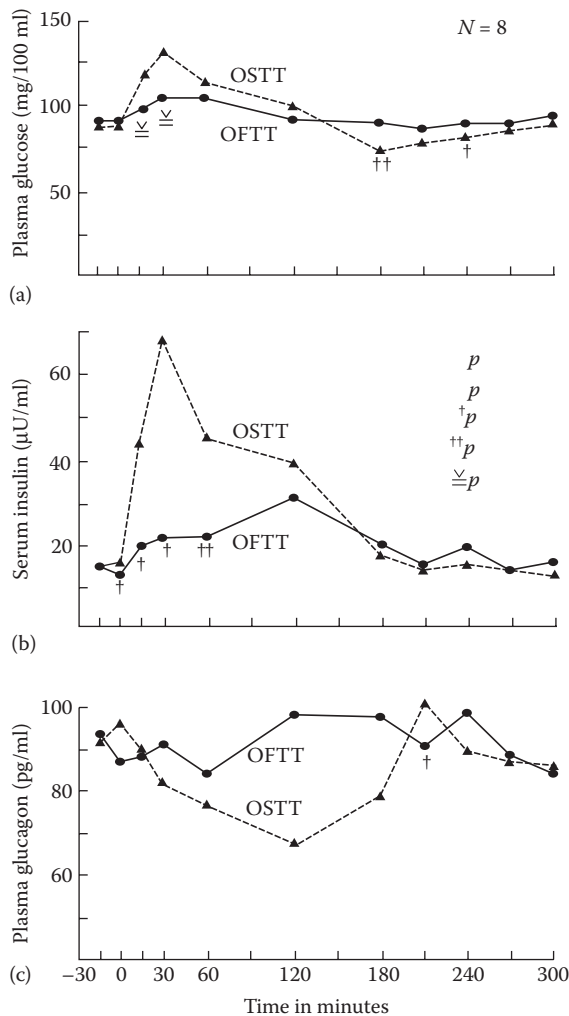 150
N = 8
Plasma glucose (mg/100 ml)
OSTT
100
OFTT
††
†
50
(a)
Serum insulin (μU/ml)
60
p
p
†p
††p
p
OSTT
40
OFTT
20
†
†
†
††
(b)
Plasma glucagon (pg/ml)
100
OFTT
†
80
OSTT
60
(c)
−30 0 30 60 120 180 240 300
Time in minutes